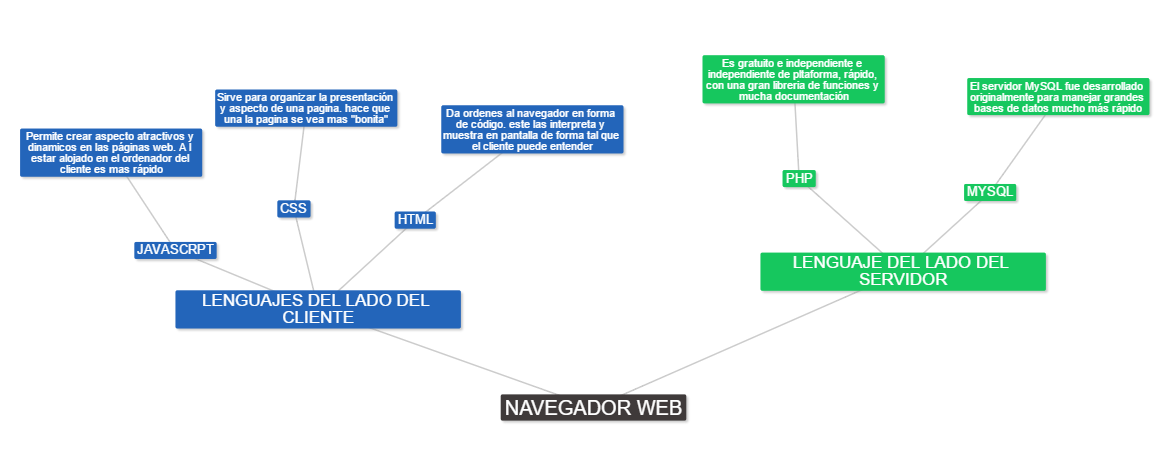 Es gratuito e independiente e
independiente de pltaforma, rápido,
con una gran libreria de funciones y
mucha documentación
El servidor MySQL fue desarrollado
originalmente para manejar grandes
bases de datos mucho más rápido
Sirve para organizar la presentación
y aspecto de una pagina. hace que
una la pagina se vea mas "bonita"
Da ordenes al navegador en forma
de código. este las interpreta y
muestra en pantalla de forma tal que
el cliente puede entender
Permite crear aspecto atractivos y
dinamicos en las páginas web. A l
estar alojado en el ordenador del
cliente es mas rápido
PHP
MYSQL
CSS
HTML
JAVASCRPT
LENGUAJE DEL LADO DEL
SERVIDOR
LENGUAJES DEL LADO DEL
CLIENTE
NAVEGADOR WEB